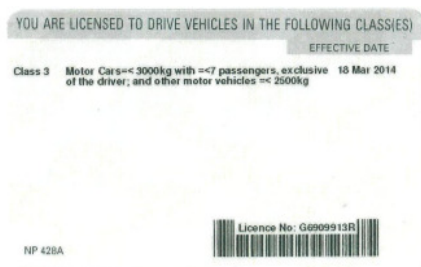 YOU ARE LICENSED TO DRIVE VEHICLES IN THE FOLLOWING CLASS(ES)
EFFECTIVE DATE
Class 3 Motor Cars=< 3000kg with =<7 passengers, exclusive 18 Mar 2014
of the driver; and other motor vehicles =< 2500kg
Licence No: G6909913R
NP 428A